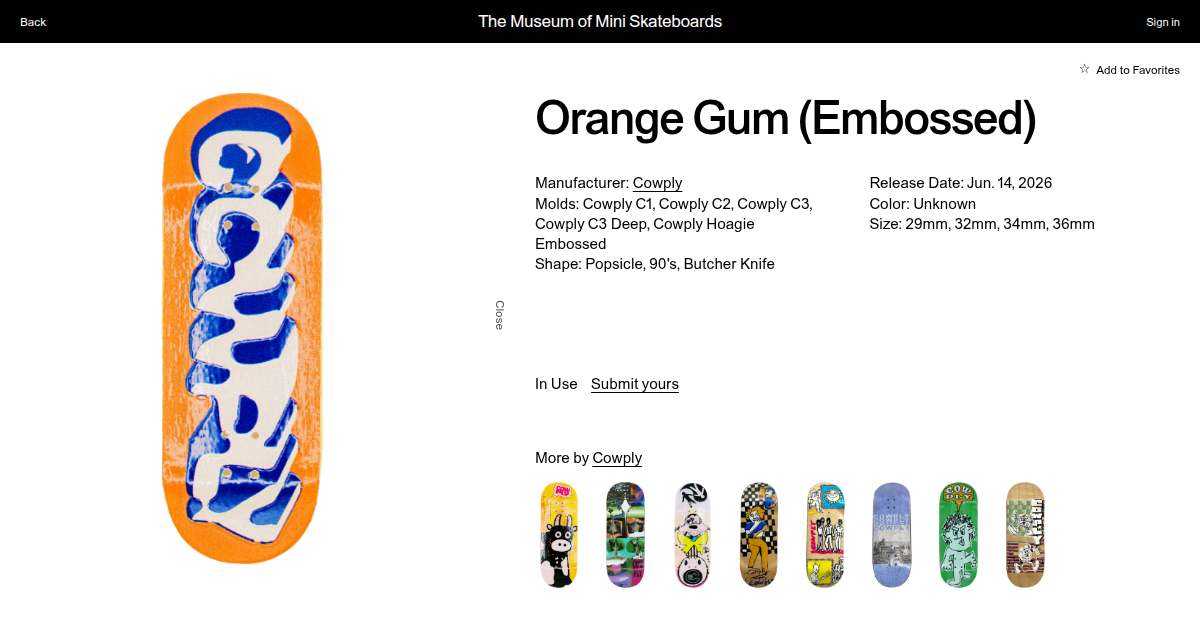 Back
The Museum of Mini Skateboards
Sign in
☆ Add to Favorites
COWPLY
Orange Gum (Embossed)
Manufacturer: Cowply
Molds: Cowply C1, Cowply C2, Cowply C3,
Cowply C3 Deep, Cowply Hoagie
Embossed
Shape: Popsicle, 90's, Butcher Knife
Release Date: Jun. 14, 2026
Color: Unknown
Size: 29mm, 32mm, 34mm, 36mm
Close
In Use
Submit yours
More by Cowply